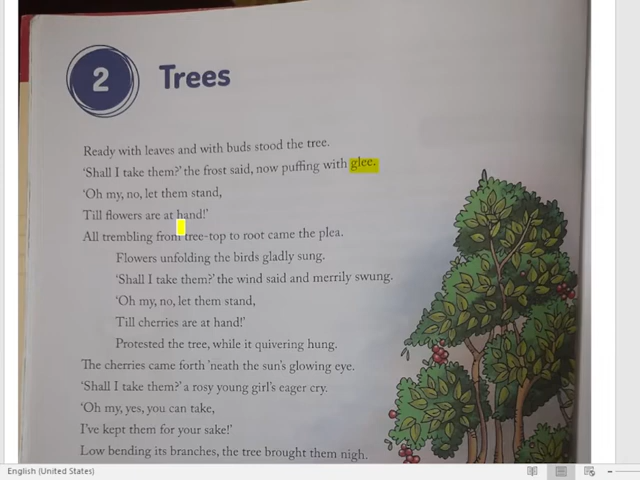 2 Trees
Ready with leaves and with buds stood the tree.
‘Shall I take them?’ the frost said, now puffing with glee.
‘Oh my, no, let them stand,
Till flowers are at hand!’
All trembling from tree-top to root came the plea.
Flowers unfolding the birds gladly sung.
‘Shall I take them?’ the wind said and merrily swung.
‘Oh my, no, let them stand,
Till cherries are at hand!’
Protested the tree, while it quivering hung.
The cherries came forth ’neath the sun’s glowing eye.
‘Shall I take them?’ a rosy young girl’s eager cry.
‘Oh my, yes, you can take,
I’ve kept them for your sake!’
Low bending its branches, the tree brought them nigh.
English (United States)